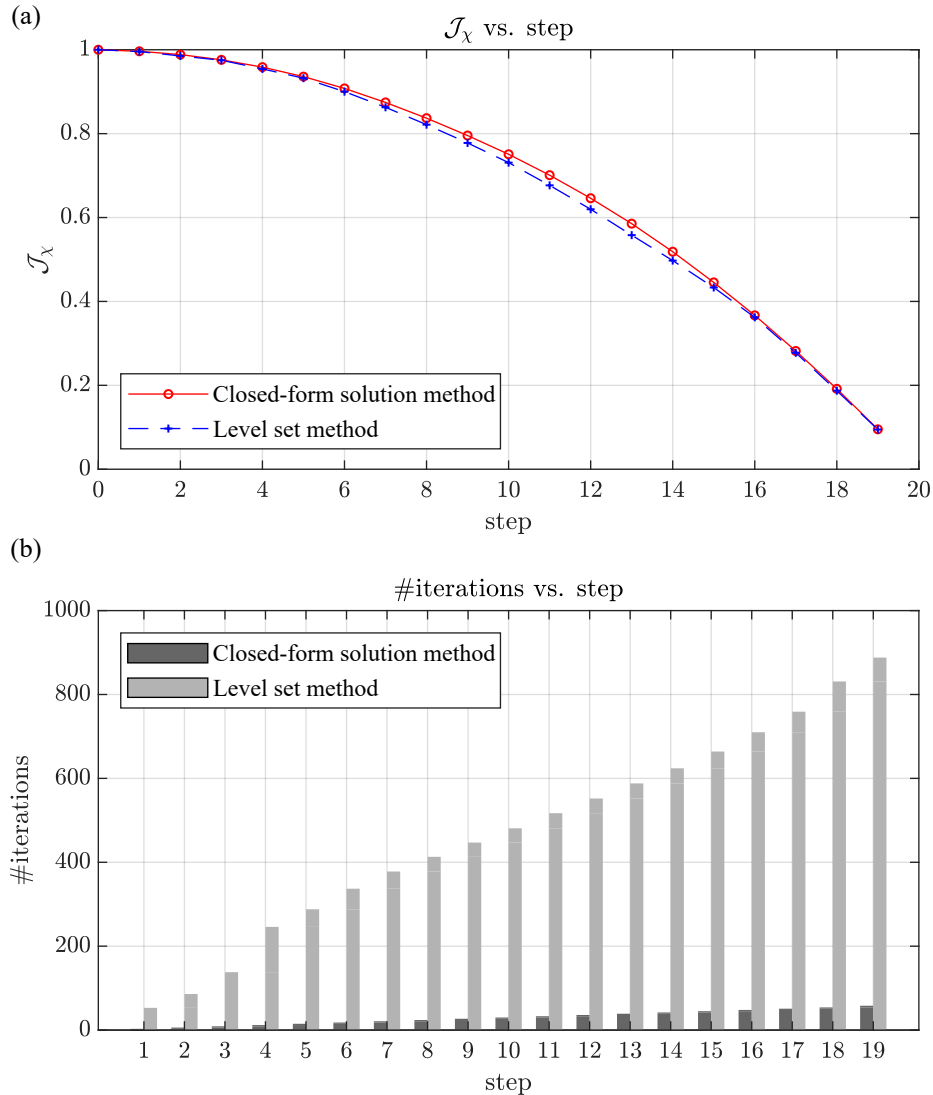 (a)
𝒥χ vs. step
1
0.8
0.6
0.4
0.2
0
𝒥χ
Closed-form solution method
Level set method
0 2 4 6 8 10 12 14 16 18 20
step
(b)
#iterations vs. step
1000
800
600
400
200
0
#iterations
Closed-form solution method
Level set method
1 2 3 4 5 6 7 8 9 10 11 12 13 14 15 16 17 18 19
step